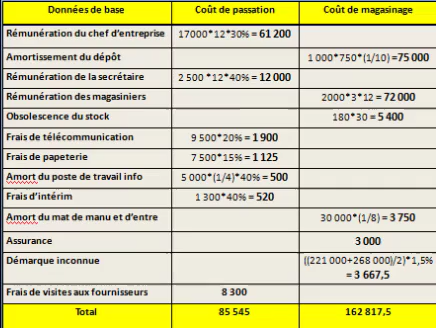 Données de base Coût de passation Coût de magasinage
Rémunération du chef d'entreprise 17000*12*30% = 61 200
Amortissement du dépôt 1 000*750*(1/10) =75 000
Rémunération de la secrétaire 2 500 *12*40% = 12 000
Rémunération des magasiniers 2000*3*12 = 72 000
Obsolescence du stock 180*30 = 5 400
Frais de télécommunication 9 500*20% = 1 900
Frais de papeterie 7 500*15% = 1 125
Amort du poste de travail info 5 000*(1/4)*40% = 500
Frais d'intérim 1 300*40% = 520
Amort du mat de manu et d'entre 30 000*(1/8) = 3 750
Assurance 3 000
Démarque inconnue ((221 000+268 000)/2)*1,5%
= 3 667,5
Frais de visites aux fournisseurs 8 300
Total 85 545 162 817,5